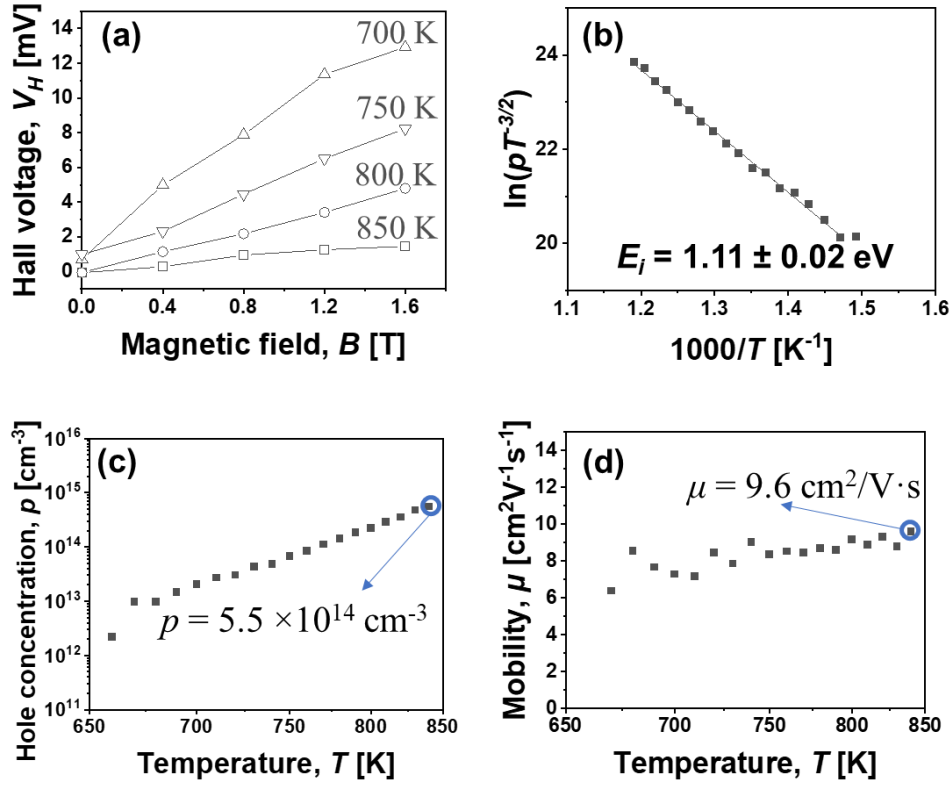 (a)
700 K
750 K
800 K
850 K
14
12
10
8
6
4
2
0
0.0 0.4 0.8 1.2 1.6
Hall voltage, V_H [mV]
Magnetic field, B [T]
(b)
24
22
20
E_i = 1.11 ± 0.02 eV
1.1 1.2 1.3 1.4 1.5 1.6
ln(pT^-3/2)
1000/T [K^-1]
(c)
10^16
10^15
10^14
10^13
10^12
10^11
p = 5.5 ×10^14 cm^-3
650 700 750 800 850
Hole concentration, p [cm^-3]
Temperature, T [K]
(d)
14
12
10
8
6
4
2
0
μ = 9.6 cm^2/V·s
650 700 750 800 850
Mobility, μ [cm^2V^-1s^-1]
Temperature, T [K]